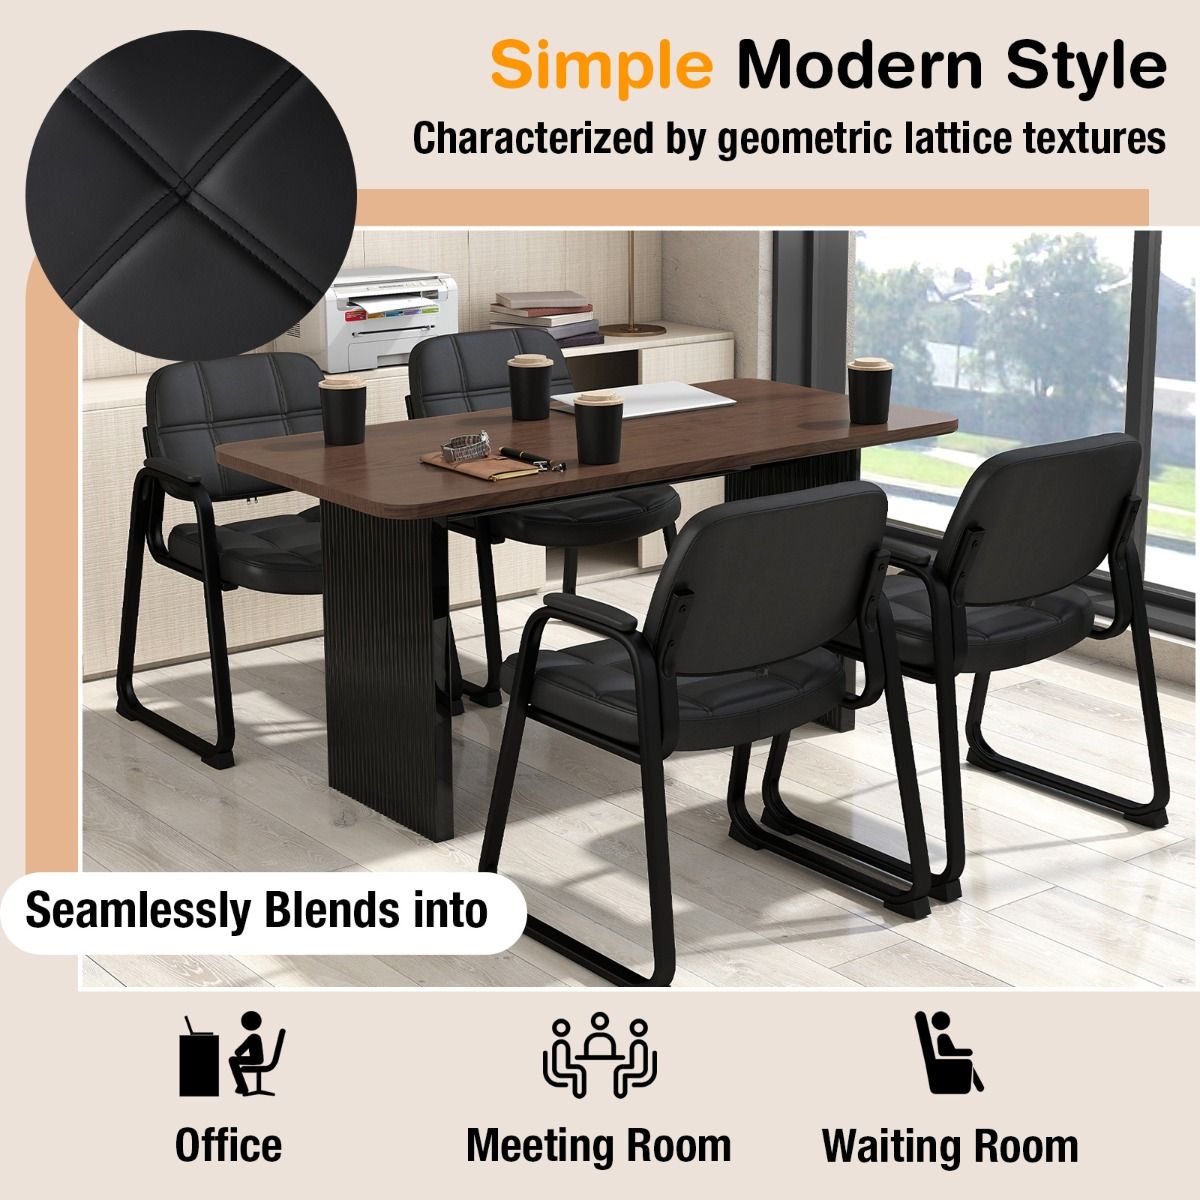 Simple Modern Style
Characterized by geometric lattice textures
Seamlessly Blends into
Office
Meeting Room
Waiting Room